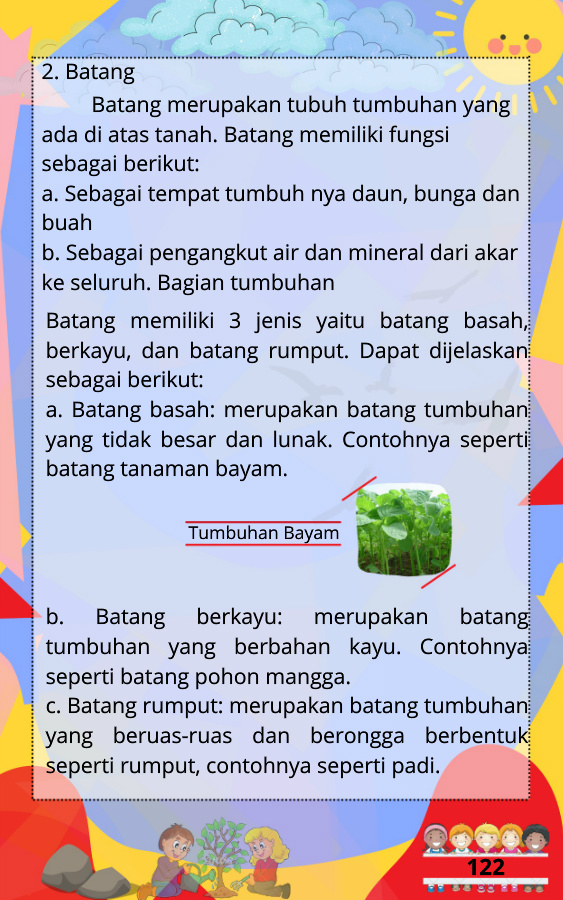 2. Batang
Batang merupakan tubuh tumbuhan yang
ada di atas tanah. Batang memiliki fungsi
sebagai berikut:
a. Sebagai tempat tumbuh nya daun, bunga dan
buah
b. Sebagai pengangkut air dan mineral dari akar
ke seluruh. Bagian tumbuhan
Batang memiliki 3 jenis yaitu batang basah,
berkayu, dan batang rumput. Dapat dijelaskan
sebagai berikut:
a. Batang basah: merupakan batang tumbuhan
yang tidak besar dan lunak. Contohnya seperti
batang tanaman bayam.
Tumbuhan Bayam
b. Batang berkayu: merupakan batang
tumbuhan yang berbahan kayu. Contohnya
seperti batang pohon mangga.
c. Batang rumput: merupakan batang tumbuhan
yang beruas-ruas dan berongga berbentuk
seperti rumput, contohnya seperti padi.
122